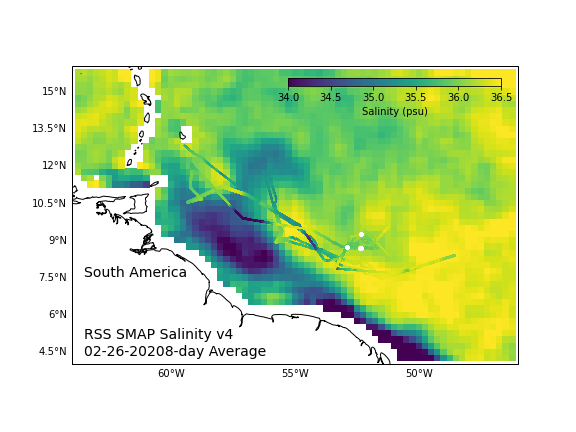 15°N
13.5°N
12°N
10.5°N
9°N
7.5°N
6°N
4.5°N
34.0 34.5 35.0 35.5 36.0 36.5
Salinity (psu)
South America
RSS SMAP Salinity v4
02-26-20208-day Average
60°W 55°W 50°W